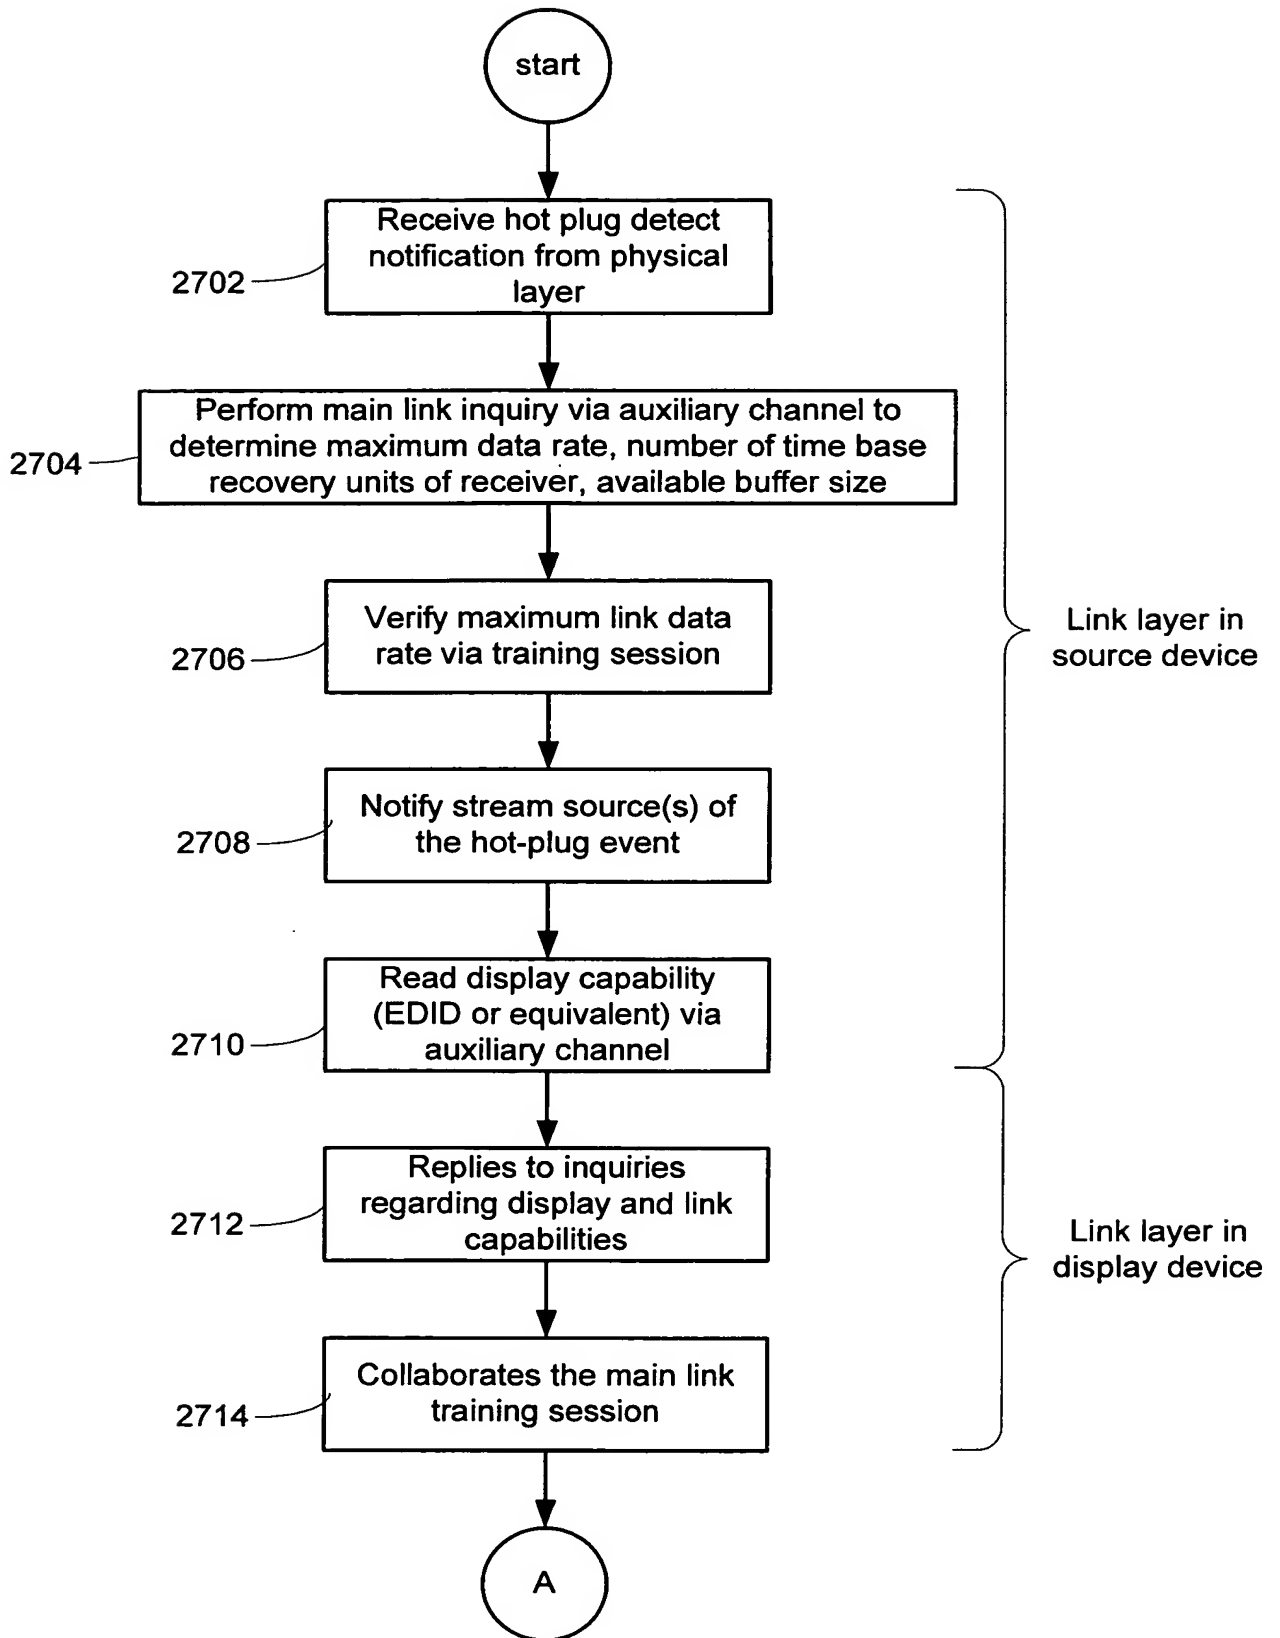 start
Receive hot plug detect
notification from physical
layer
2702
Perform main link inquiry via auxiliary channel to
determine maximum data rate, number of time base
recovery units of receiver, available buffer size
2704
Verify maximum link data
rate via training session
2706
Link layer in
source device
Notify stream source(s) of
the hot-plug event
2708
Read display capability
(EDID or equivalent) via
auxiliary channel
2710
Replies to inquiries
regarding display and link
capabilities
2712
Link layer in
display device
Collaborates the main link
training session
2714
A